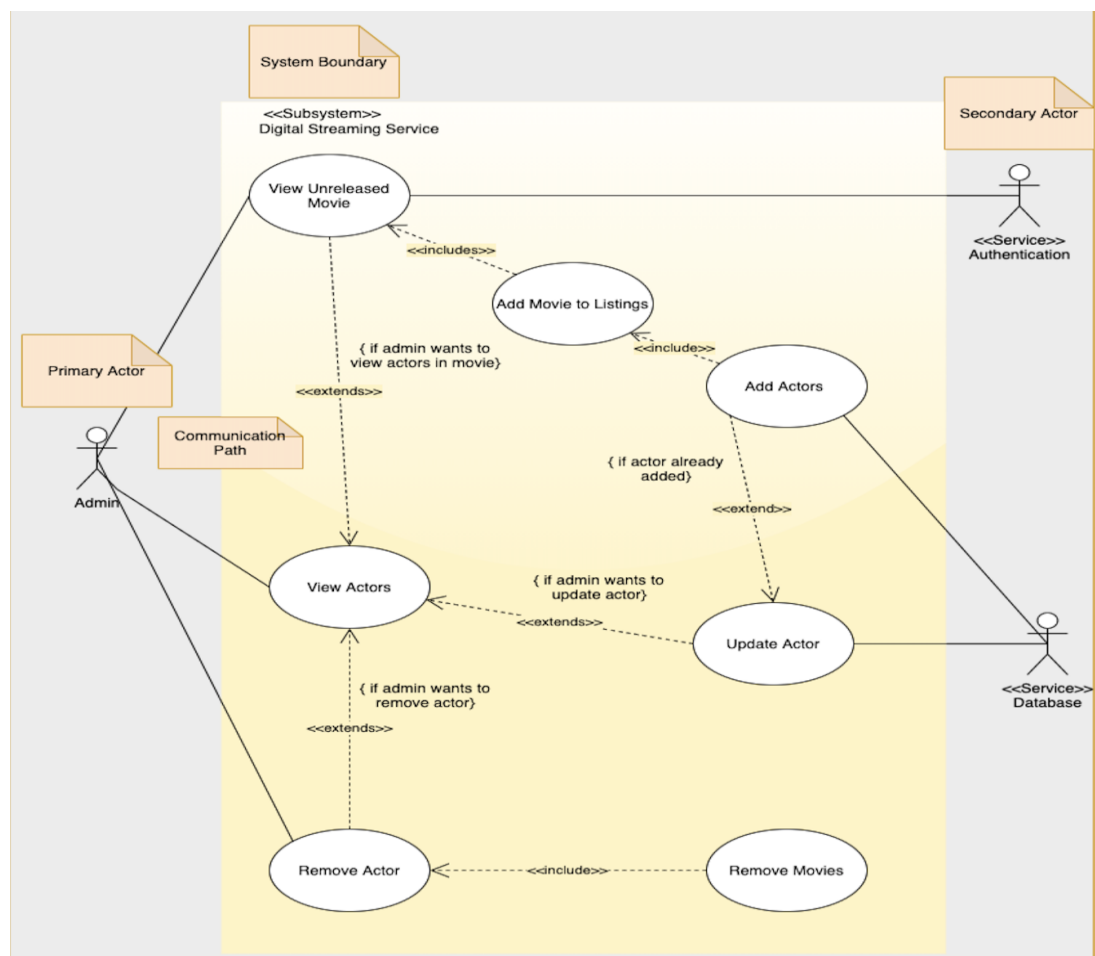 System Boundary
<<Subsystem>>
Digital Streaming Service
Secondary Actor
View Unreleased
Movie
<<Service>>
Authentication
<<includes>>
Add Movie to Listings
{ if admin wants to
view actors in movie}
<<include>>
Primary Actor
<<extends>>
Add Actors
Communication
Path
Admin
{ if actor already
added}
<<extend>>
View Actors
{ if admin wants to
update actor}
<<extends>>
Update Actor
<<Service>>
Database
{ if admin wants to
remove actor}
<<extends>>
Remove Actor
<<include>>
Remove Movies